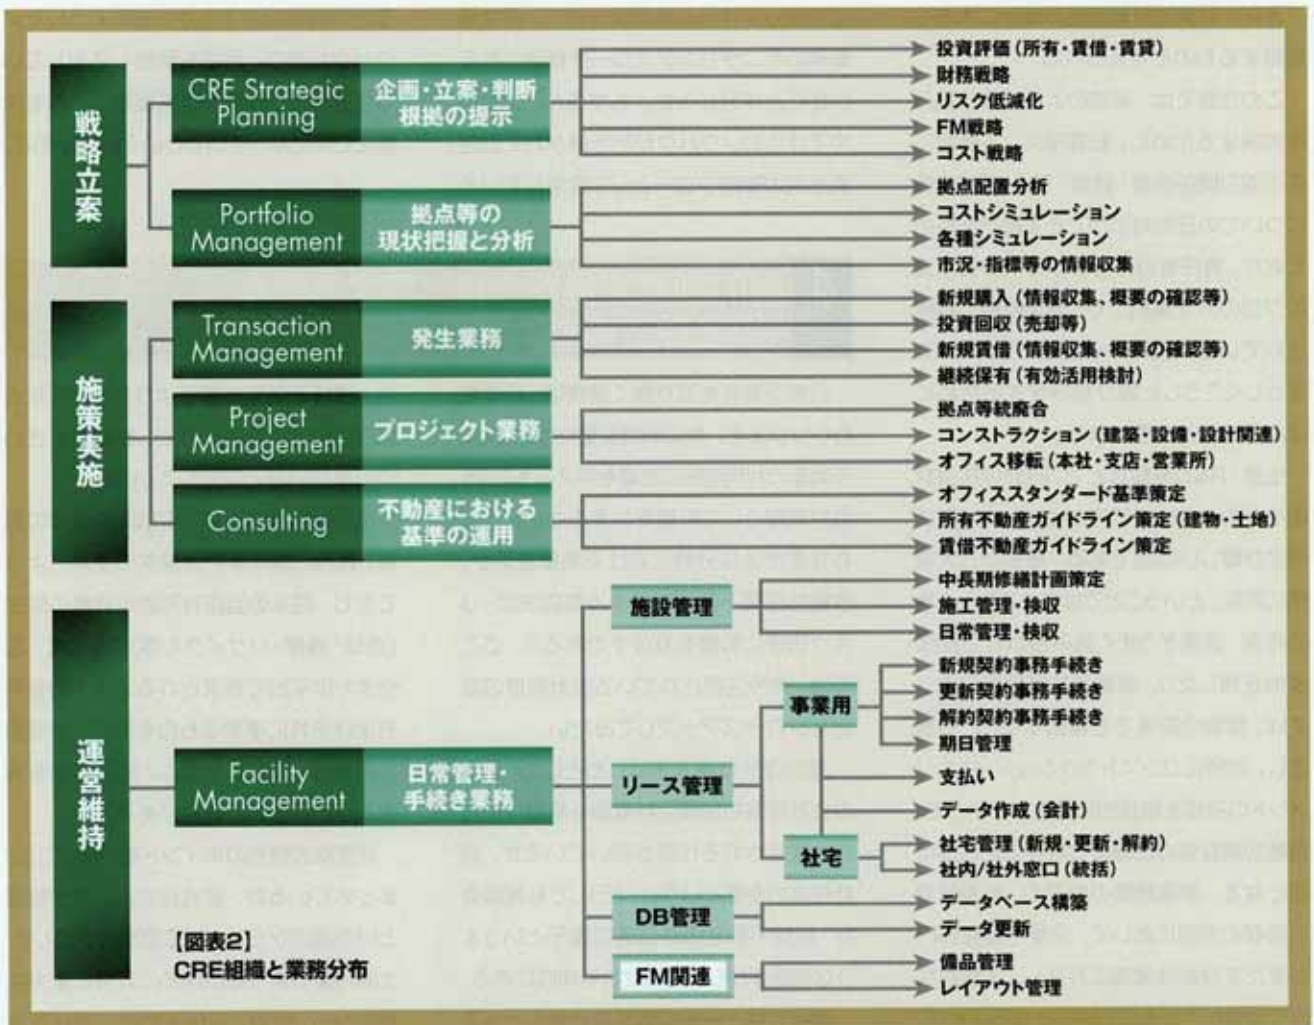 戦略立案
CRE Strategic
Planning
企画・立案・判断
根拠の提示
投資評価（所有・賃借・賃貸）
財務戦略
リスク低減化
FM戦略
コスト戦略
Portfolio
Management
拠点等の
現状把握と分析
拠点配置分析
コストシミュレーション
各種シミュレーション
市況・指標等の情報収集
施策実施
Transaction
Management
発生業務
新規購入（情報収集、概要の確認等）
投資回収（売却等）
新規賃借（情報収集、概要の確認等）
継続保有（有効活用検討）
Project
Management
プロジェクト業務
拠点等統廃合
コンストラクション（建築・設備・設計関連）
オフィス移転（本社・支店・営業所）
Consulting
不動産における
基準の運用
オフィススタンダード基準策定
所有不動産ガイドライン策定（建物・土地）
賃借不動産ガイドライン策定
運営維持
Facility
Management
日常管理・
手続き業務
施設管理
中長期修繕計画策定
施工管理・検収
日常管理・検収
リース管理
事業用
新規契約事務手続き
更新契約事務手続き
解約契約事務手続き
期日管理
支払い
データ作成（会計）
社宅
社宅管理（新規・更新・解約）
社内/社外窓口（統括）
DB管理
データベース構築
データ更新
FM関連
備品管理
レイアウト管理
【図表2】
CRE組織と業務分布